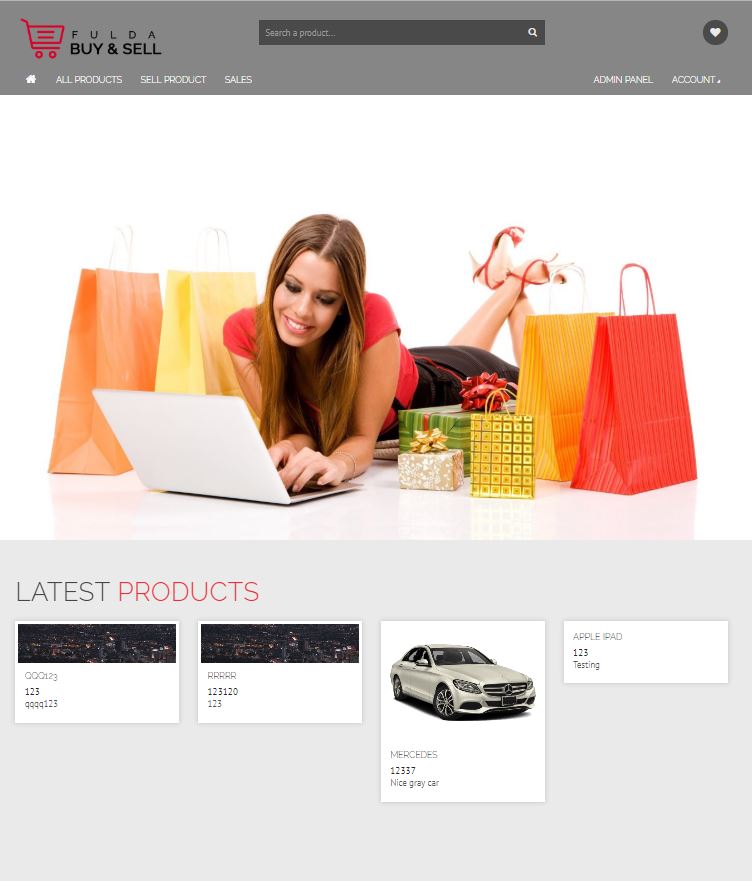 FULDA
BUY & SELL
Search a product...
ALL PRODUCTS SELL PRODUCT SALES ADMIN PANEL ACCOUNT
LATEST PRODUCTS
QQQ123
123
qqqq123
RRRRR
123120
123
MERCEDES
12337
Nice gray car
APPLE IPAD
123
Testing